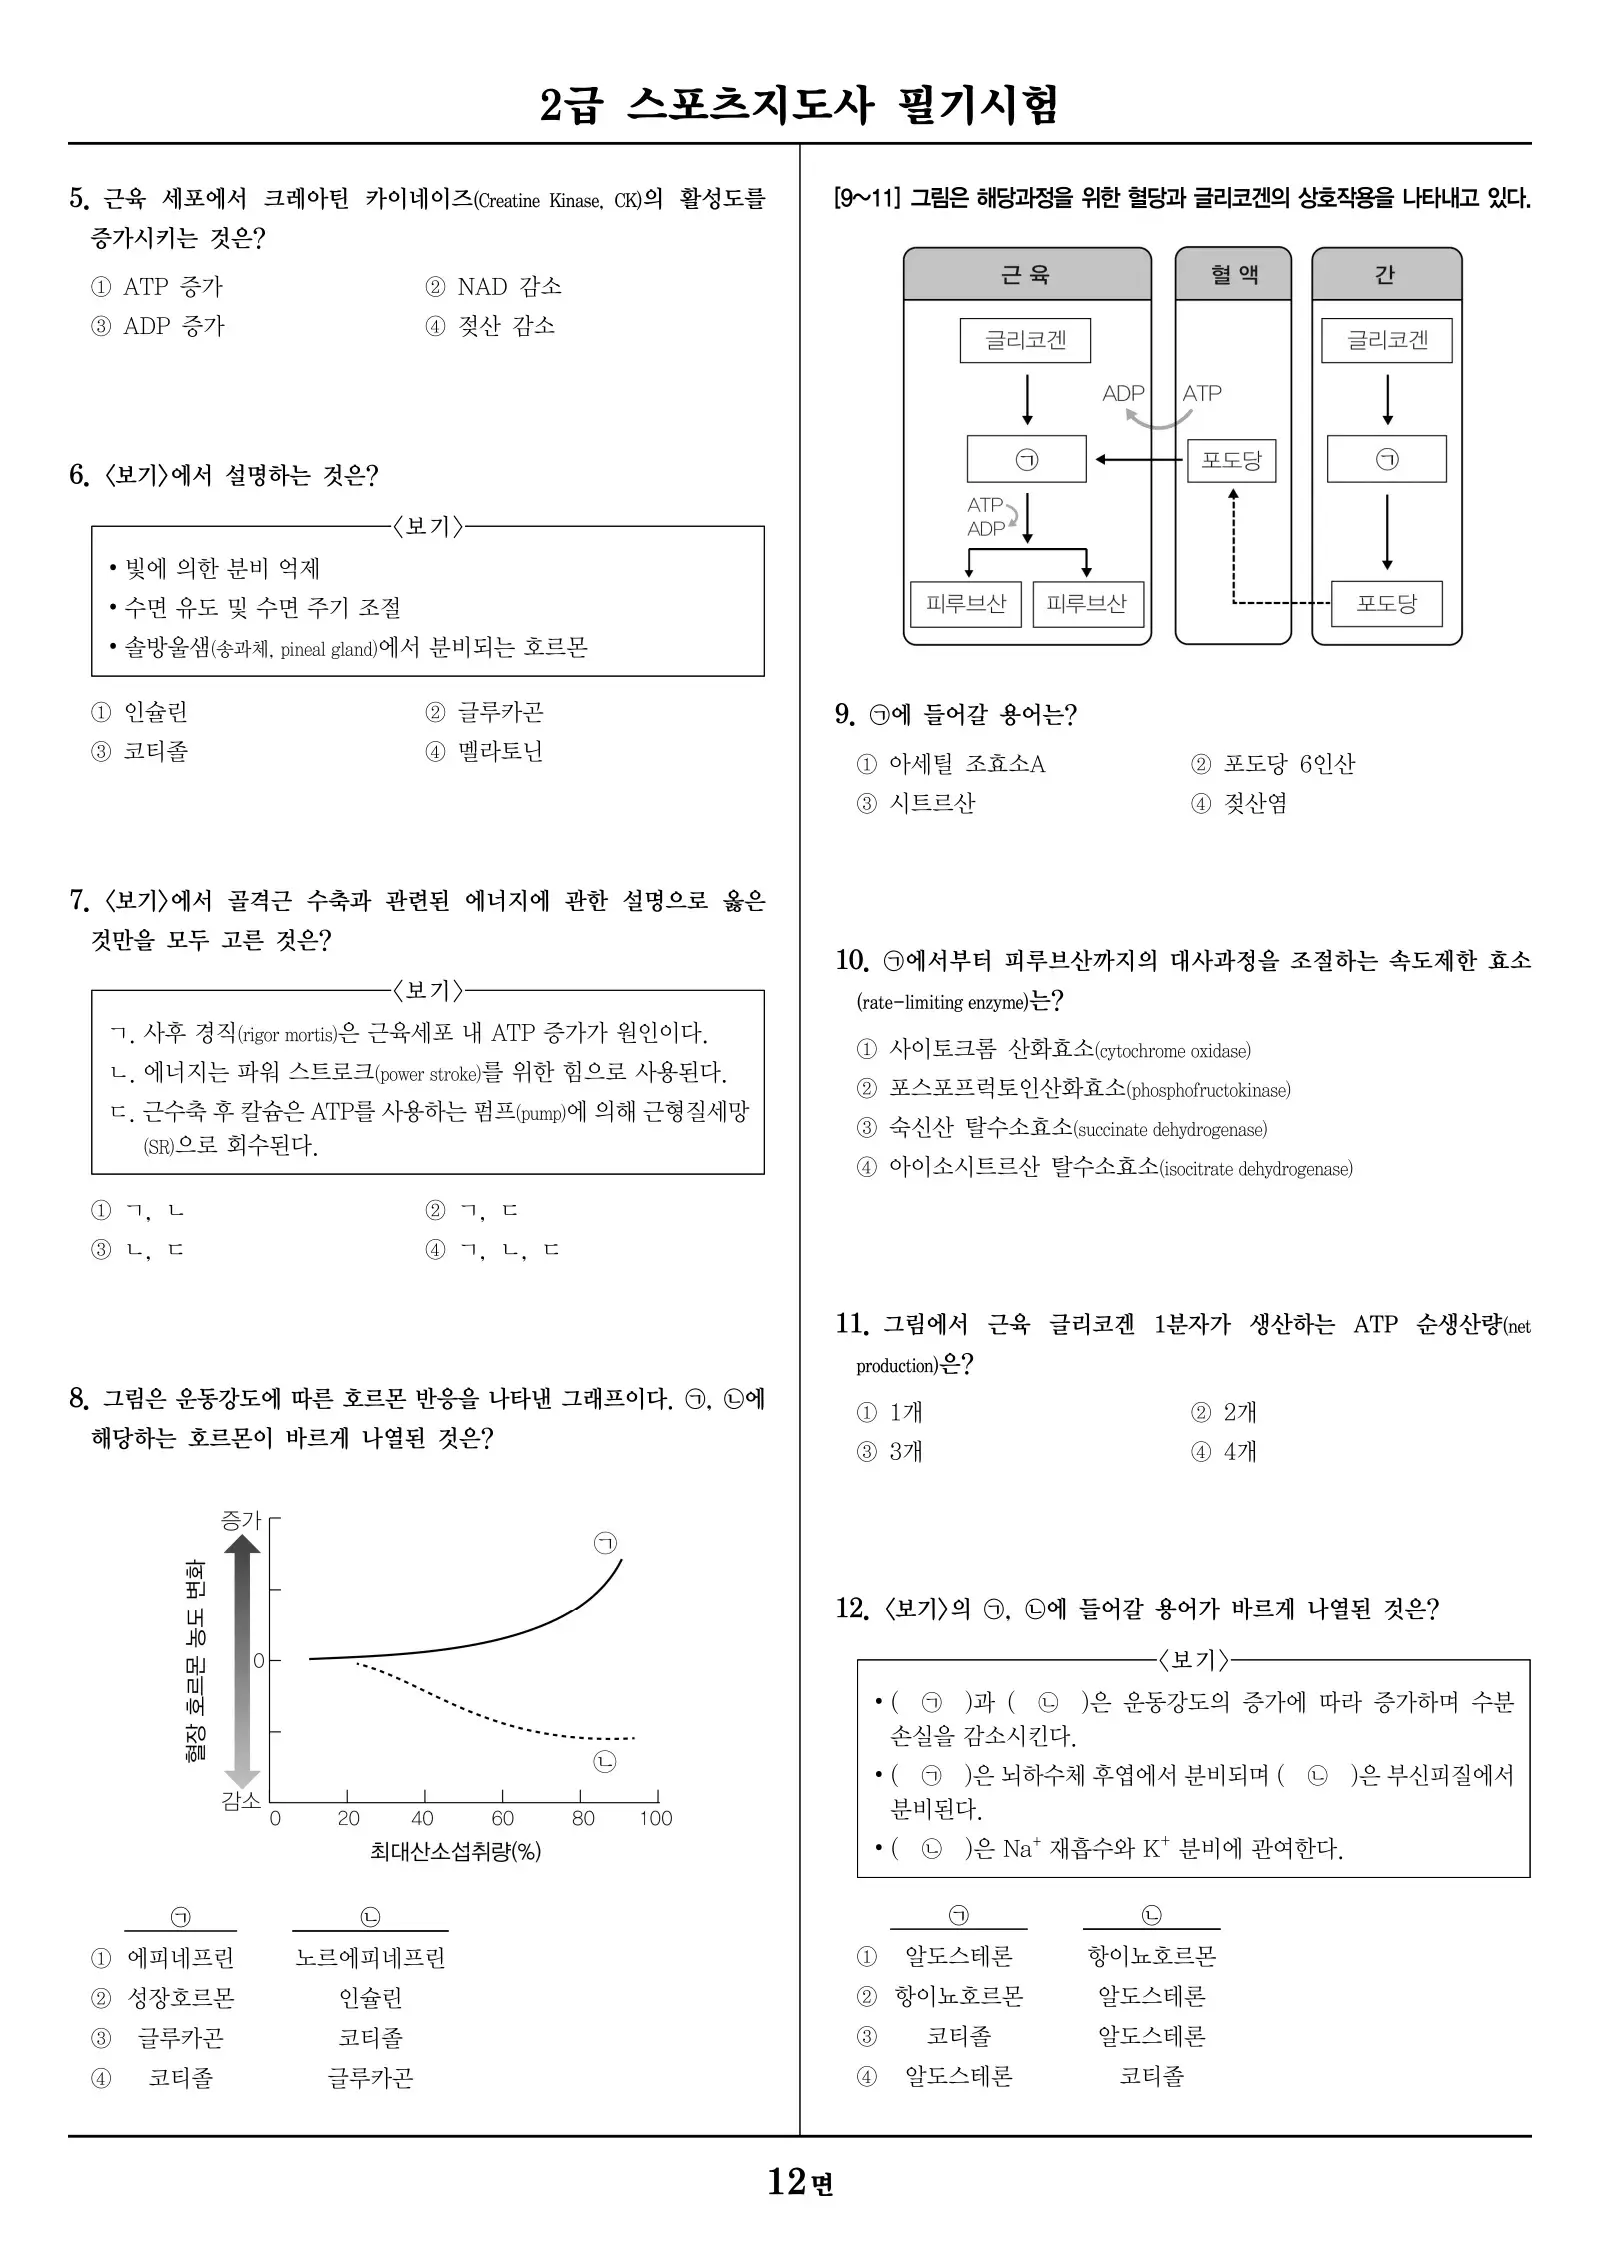 2급 스포츠지도사 필기시험
5. 근육 세포에서 크레아틴 카이네이즈(Creatine Kinase, CK)의 활성도를
증가시키는 것은?
① ATP 증가 ② NAD 감소
③ ADP 증가 ④ 젖산 감소
6. 〈보기〉에서 설명하는 것은?
〈보기〉
• 빛에 의한 분비 억제
• 수면 유도 및 수면 주기 조절
• 솔방울샘(송과체, pineal gland)에서 분비되는 호르몬
① 인슐린 ② 글루카곤
③ 코티졸 ④ 멜라토닌
7. 〈보기〉에서 골격근 수축과 관련된 에너지에 관한 설명으로 옳은
것만을 모두 고른 것은?
〈보기〉
ㄱ. 사후 경직(rigor mortis)은 근육세포 내 ATP 증가가 원인이다.
ㄴ. 에너지는 파워 스트로크(power stroke)를 위한 힘으로 사용된다.
ㄷ. 근수축 후 칼슘은 ATP를 사용하는 펌프(pump)에 의해 근형질세망
(SR)으로 회수된다.
① ㄱ, ㄴ ② ㄱ, ㄷ
③ ㄴ, ㄷ ④ ㄱ, ㄴ, ㄷ
8. 그림은 운동강도에 따른 호르몬 반응을 나타낸 그래프이다. ㉠, ㉡에
해당하는 호르몬이 바르게 나열된 것은?
증가
㉠
혈장 호르몬 농도 변화
0
㉡
감소
0 20 40 60 80 100
최대산소섭취량(%)
㉠ ㉡
① 에피네프린 노르에피네프린
② 성장호르몬 인슐린
③ 글루카곤 코티졸
④ 코티졸 글루카곤
[9~11] 그림은 해당과정을 위한 혈당과 글리코겐의 상호작용을 나타내고 있다.
근 육 혈 액 간
글리코겐 글리코겐
ADP ATP
㉠ 포도당 ㉠
ATP
ADP
피루브산 피루브산 포도당
9. ㉠에 들어갈 용어는?
① 아세틸 조효소A ② 포도당 6인산
③ 시트르산 ④ 젖산염
10. ㉠에서부터 피루브산까지의 대사과정을 조절하는 속도제한 효소
(rate-limiting enzyme)는?
① 사이토크롬 산화효소(cytochrome oxidase)
② 포스포프럭토인산화효소(phosphofructokinase)
③ 숙신산 탈수소효소(succinate dehydrogenase)
④ 아이소시트르산 탈수소효소(isocitrate dehydrogenase)
11. 그림에서 근육 글리코겐 1분자가 생산하는 ATP 순생산량(net
production)은?
① 1개 ② 2개
③ 3개 ④ 4개
12. 〈보기〉의 ㉠, ㉡에 들어갈 용어가 바르게 나열된 것은?
〈보기〉
• ( ㉠ )과 ( ㉡ )은 운동강도의 증가에 따라 증가하며 수분
손실을 감소시킨다.
• ( ㉠ )은 뇌하수체 후엽에서 분비되며 ( ㉡ )은 부신피질에서
분비된다.
• ( ㉡ )은 Na⁺ 재흡수와 K⁺ 분비에 관여한다.
㉠ ㉡
① 알도스테론 항이뇨호르몬
② 항이뇨호르몬 알도스테론
③ 코티졸 알도스테론
④ 알도스테론 코티졸
12면